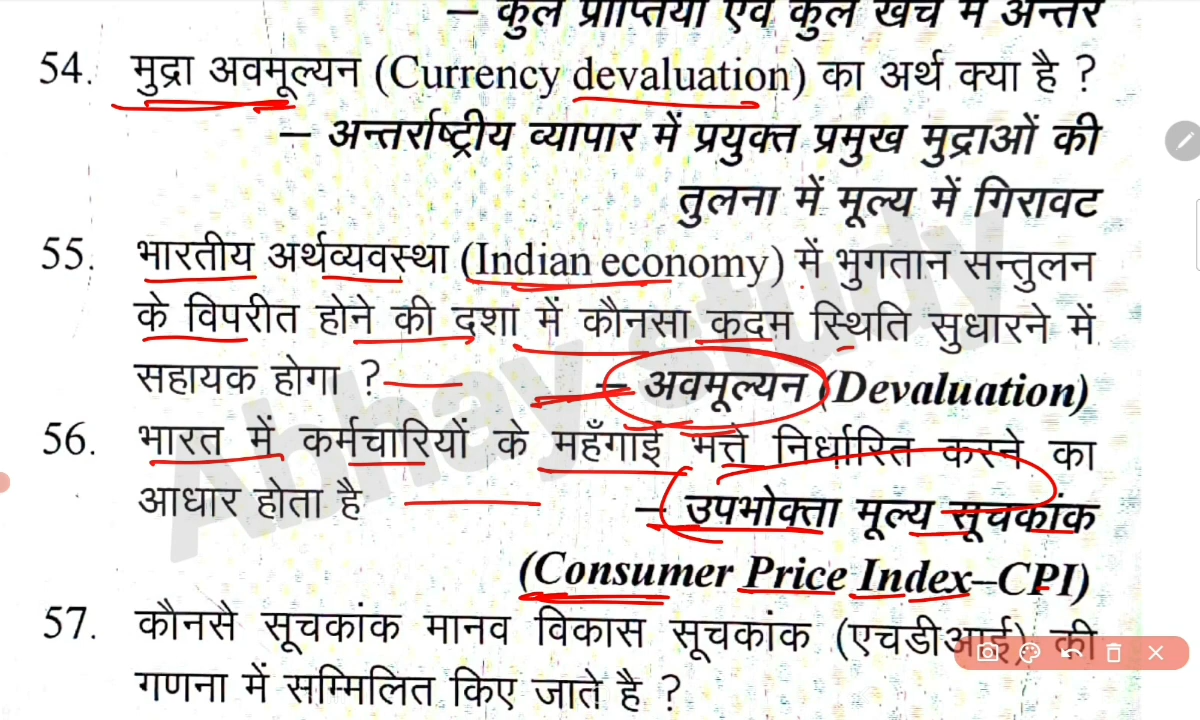 – कुल प्राप्तियों एवं कुल खर्च में अन्तर
54. मुद्रा अवमूल्यन (Currency devaluation) का अर्थ क्या है ?
– अन्तर्राष्ट्रीय व्यापार में प्रयुक्त प्रमुख मुद्राओं की
तुलना में मूल्य में गिरावट
55. भारतीय अर्थव्यवस्था (Indian economy) में भुगतान सन्तुलन
के विपरीत होने की दशा में कौनसा कदम स्थिति सुधारने में
सहायक होगा ? – अवमूल्यन (Devaluation)
56. भारत में कर्मचारियों के महँगाई भत्ते निर्धारित करने का
आधार होता है – उपभोक्ता मूल्य सूचकांक
(Consumer Price Index–CPI)
57. कौनसे सूचकांक मानव विकास सूचकांक (एचडीआई) की
गणना में सम्मिलित किए जाते है ?
Abhay study